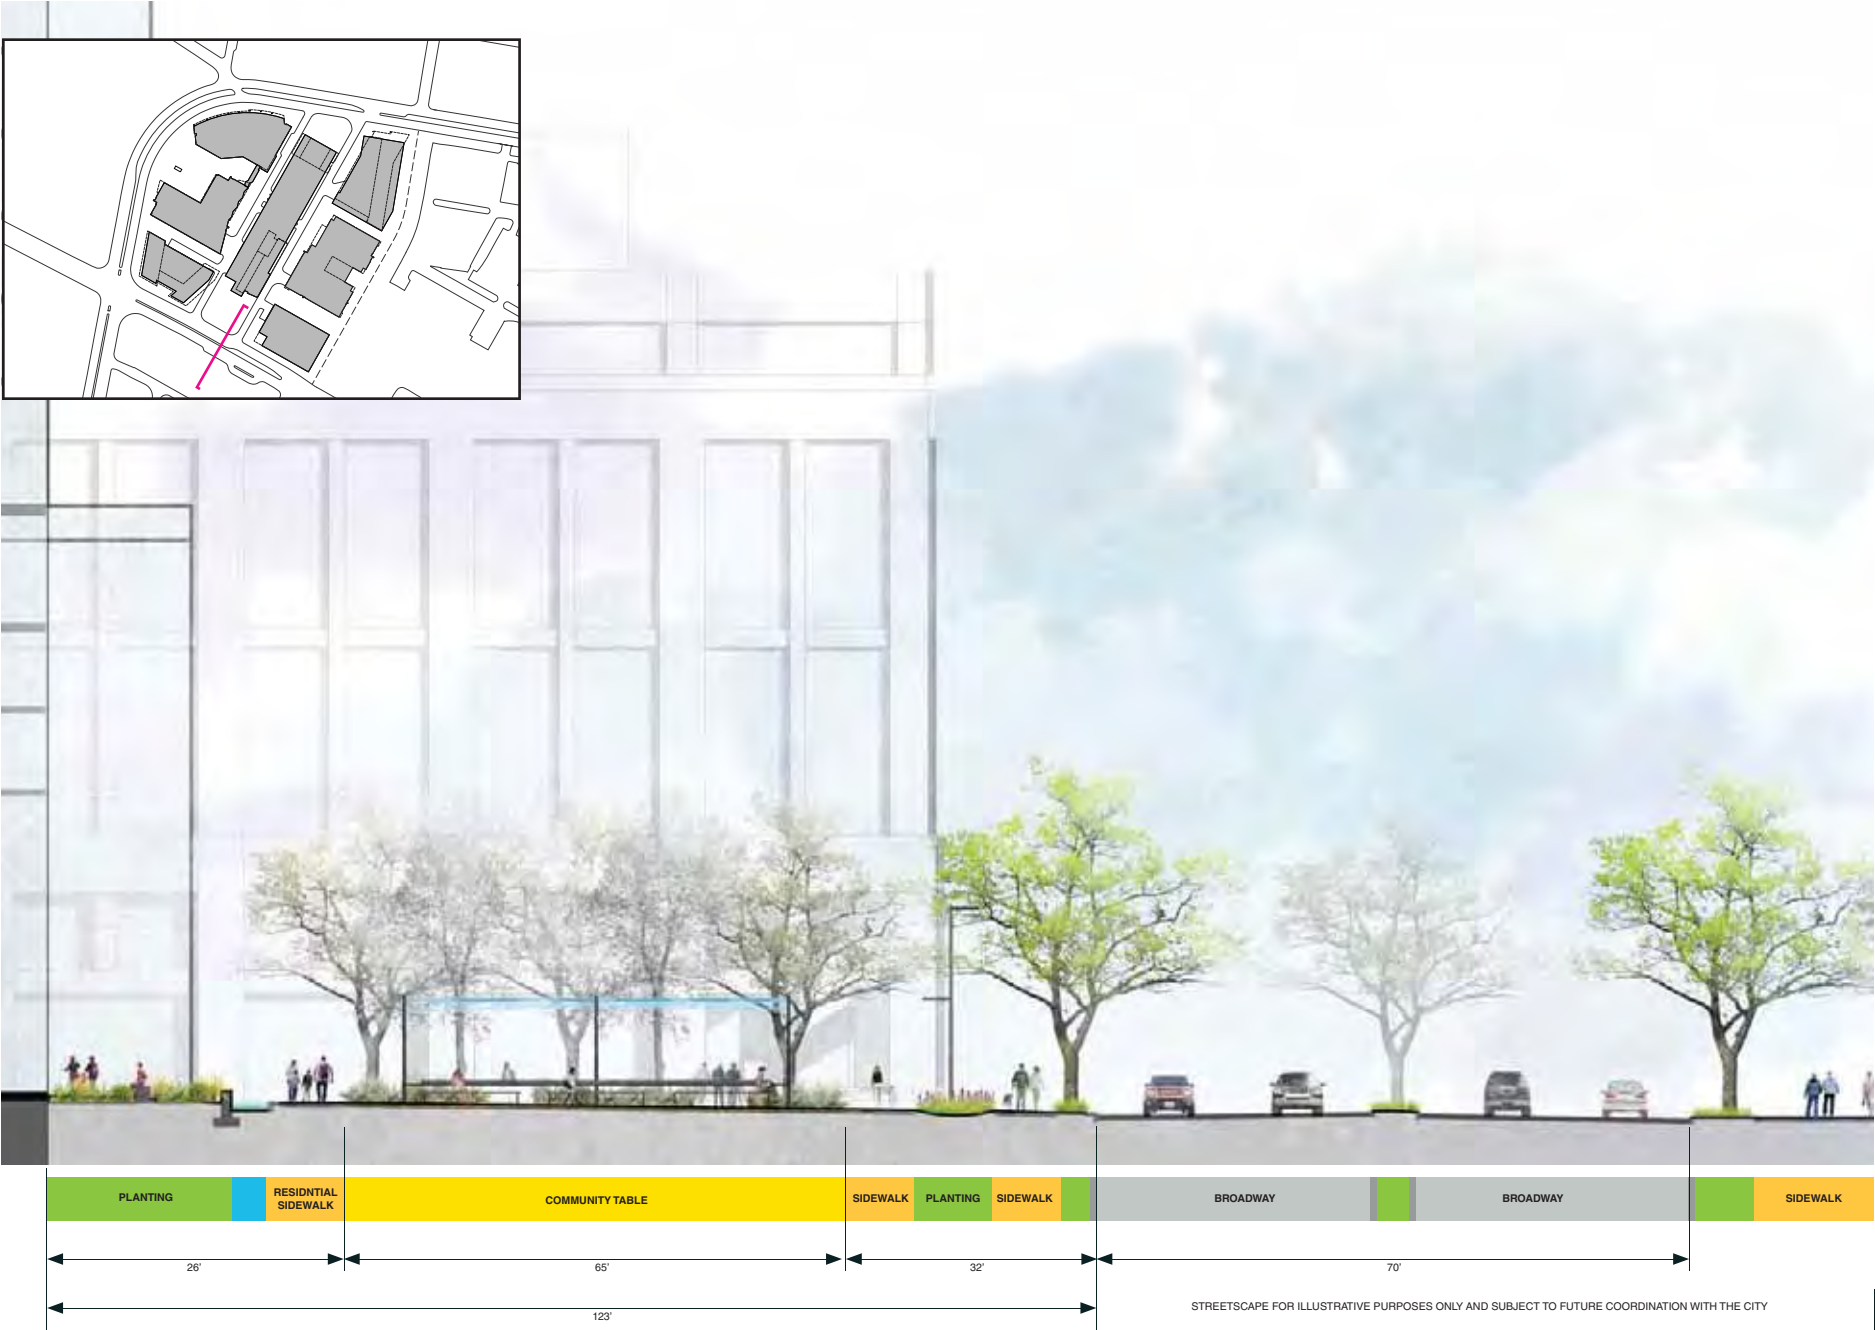 PLANTING
RESIDNTIAL
SIDEWALK
COMMUNITY TABLE
SIDEWALK
PLANTING
SIDEWALK
BROADWAY
BROADWAY
SIDEWALK
26'
65'
32'
70'
123'
STREETSCAPE FOR ILLUSTRATIVE PURPOSES ONLY AND SUBJECT TO FUTURE COORDINATION WITH THE CITY